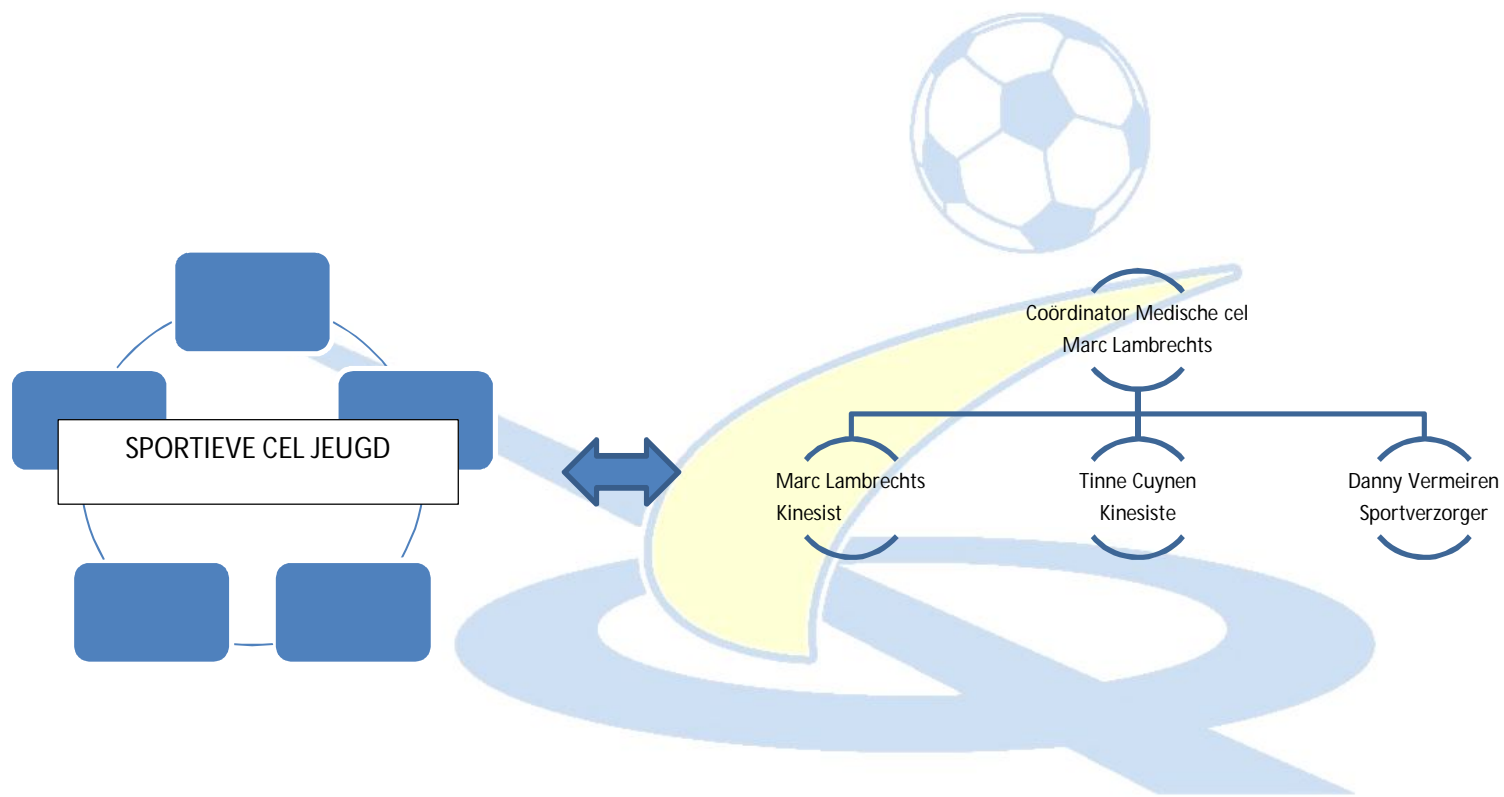 SPORTIEVE CEL JEUGD
Coördinator Medische cel
Marc Lambrechts
Marc Lambrechts
Kinesist
Tinne Cuynen
Kinesiste
Danny Vermeiren
Sportverzorger